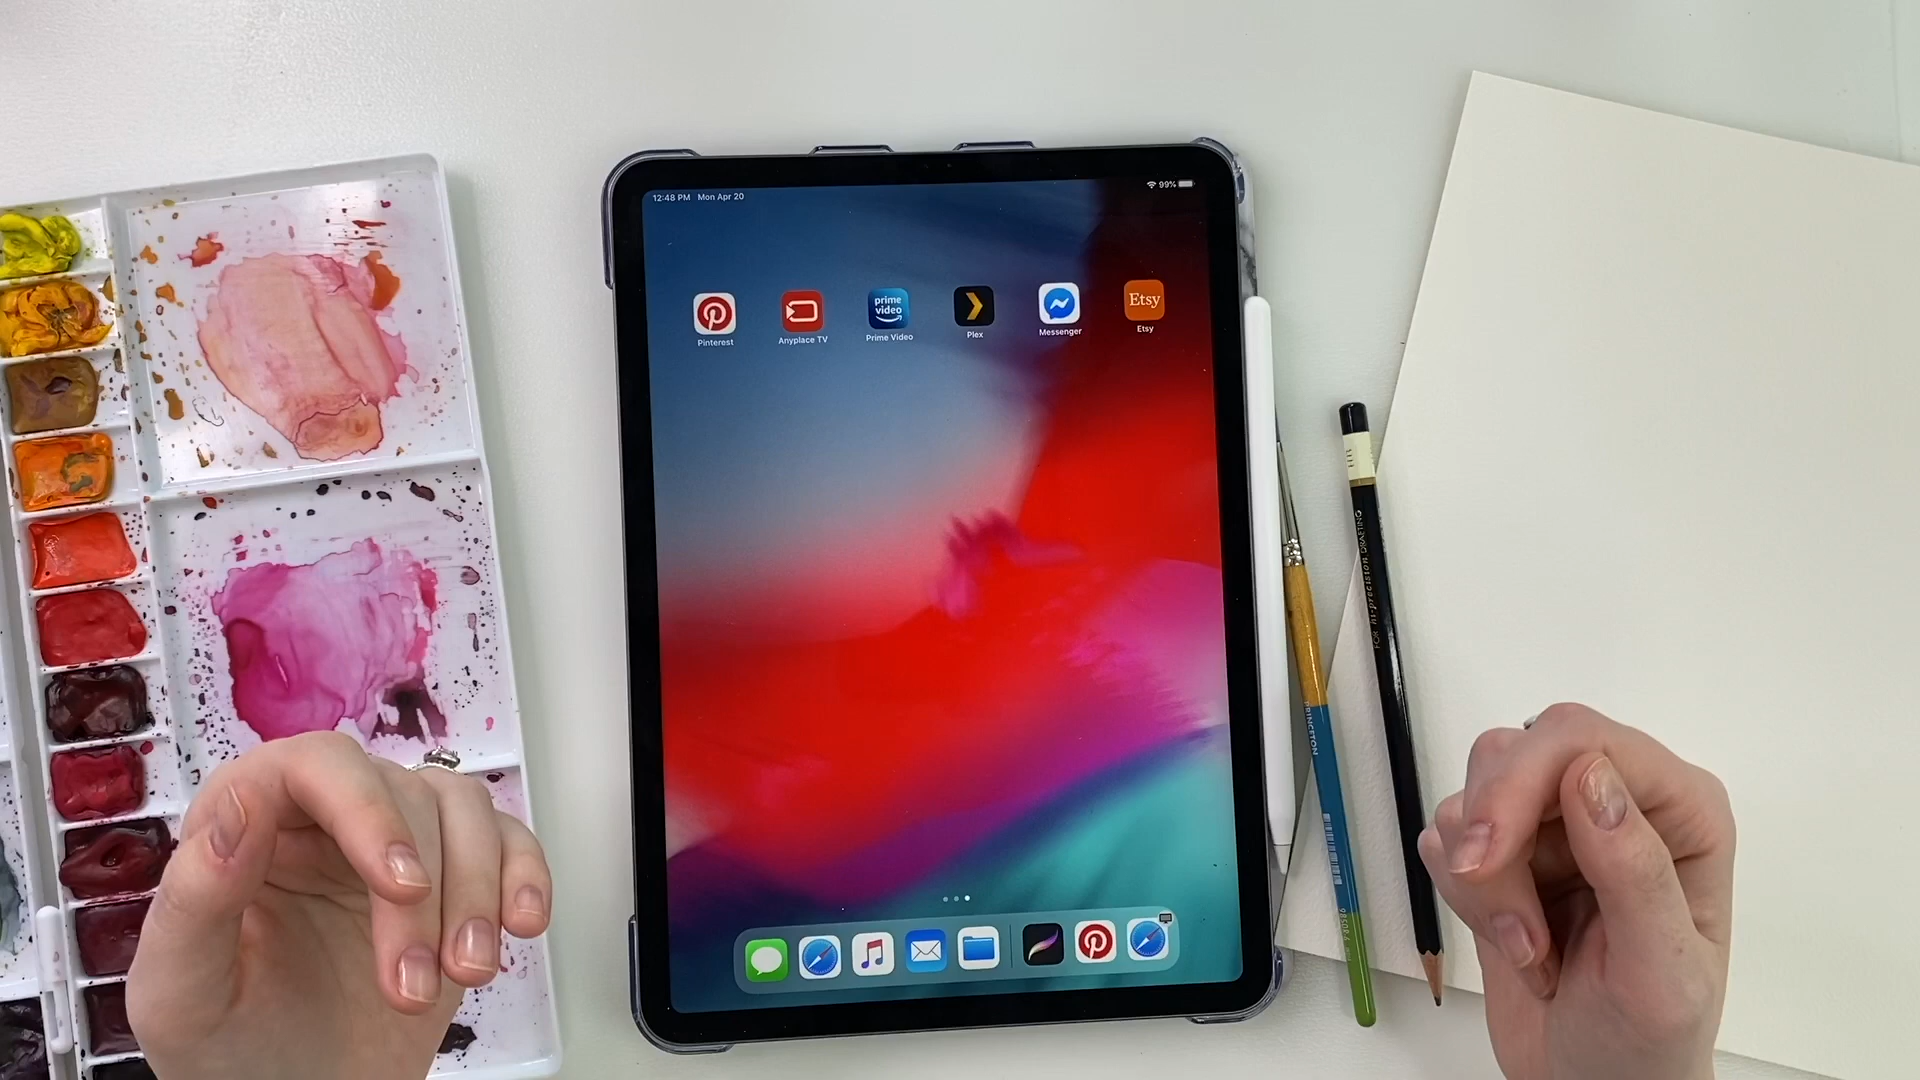 12:48 PM Mon Apr 20
99%
Pinterest
Anyplace TV
prime
video
Prime Video
Plex
Messenger
Etsy
Etsy
FOR hi-precision DRAFTING
PRINCETON